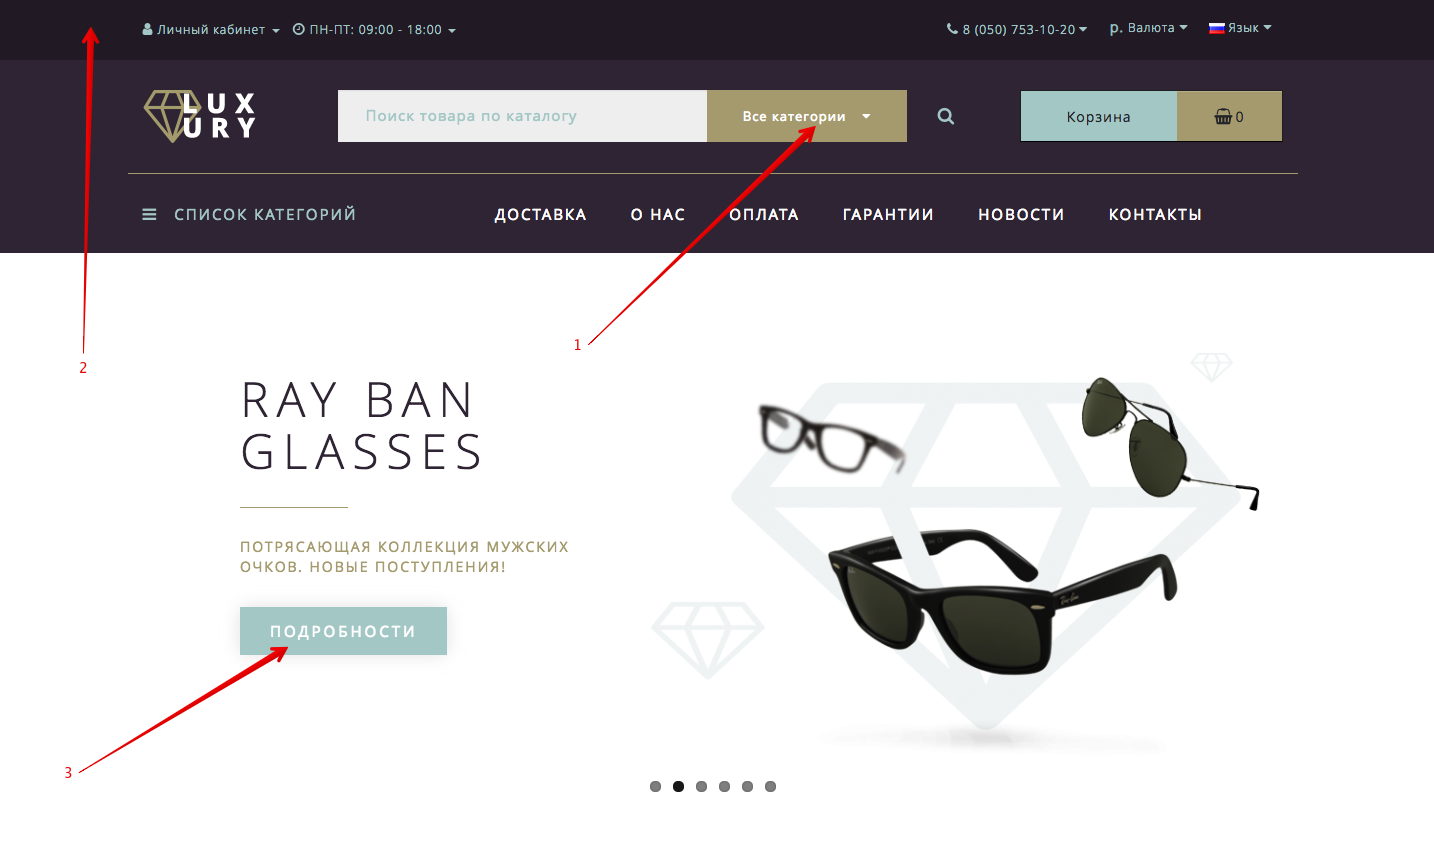 Личный кабинет
ПН-ПТ: 09:00 - 18:00
8 (050) 753-10-20
р. Валюта
Язык
LUX
URY
Поиск товара по каталогу
Все категории
Корзина
0
СПИСОК КАТЕГОРИЙ
ДОСТАВКА
О НАС
ОПЛАТА
ГАРАНТИИ
НОВОСТИ
КОНТАКТЫ
1
2
RAY BAN
GLASSES
ПОТРЯСАЮЩАЯ КОЛЛЕКЦИЯ МУЖСКИХ
ОЧКОВ. НОВЫЕ ПОСТУПЛЕНИЯ!
ПОДРОБНОСТИ
Ray-Ban
3